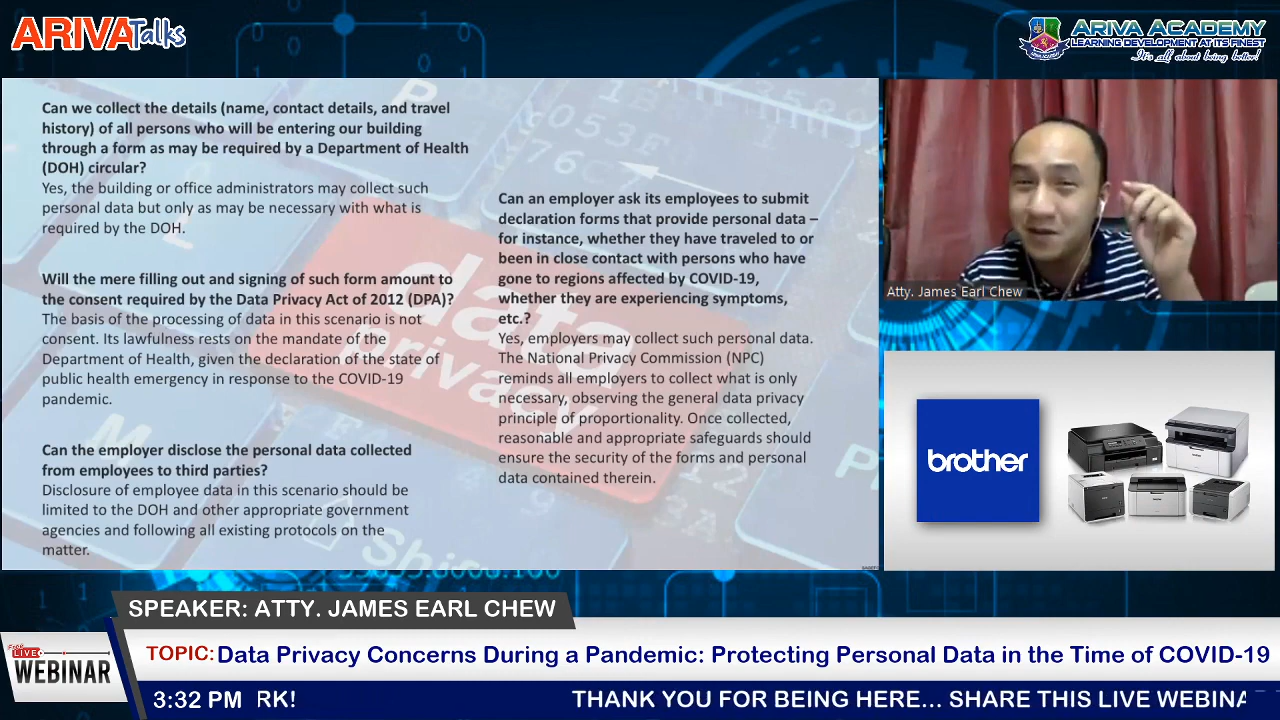 ARIVATalks
ARIVA ACADEMY
LEARNING DEVELOPMENT AT ITS FINEST
It's all about being better!
Can we collect the details (name, contact details, and travel
history) of all persons who will be entering our building
through a form as may be required by a Department of Health
(DOH) circular?
Yes, the building or office administrators may collect such
personal data but only as may be necessary with what is
required by the DOH.
Will the mere filling out and signing of such form amount to
the consent required by the Data Privacy Act of 2012 (DPA)?
The basis of the processing of data in this scenario is not
consent. Its lawfulness rests on the mandate of the
Department of Health, given the declaration of the state of
public health emergency in response to the COVID-19
pandemic.
Can the employer disclose the personal data collected
from employees to third parties?
Disclosure of employee data in this scenario should be
limited to the DOH and other appropriate government
agencies and following all existing protocols on the
matter.
Can an employer ask its employees to submit
declaration forms that provide personal data –
for instance, whether they have traveled to or
been in close contact with persons who have
gone to regions affected by COVID-19,
whether they are experiencing symptoms,
etc.?
Yes, employers may collect such personal data.
The National Privacy Commission (NPC)
reminds all employers to collect what is only
necessary, observing the general data privacy
principle of proportionality. Once collected,
reasonable and appropriate safeguards should
ensure the security of the forms and personal
data contained therein.
data
privacy
Shift
Atty. James Earl Chew
brother
SPEAKER: ATTY. JAMES EARL CHEW
Free
LIVE
WEBINAR
TOPIC: Data Privacy Concerns During a Pandemic: Protecting Personal Data in the Time of COVID-19
3:32 PM RK! THANK YOU FOR BEING HERE... SHARE THIS LIVE WEBINA